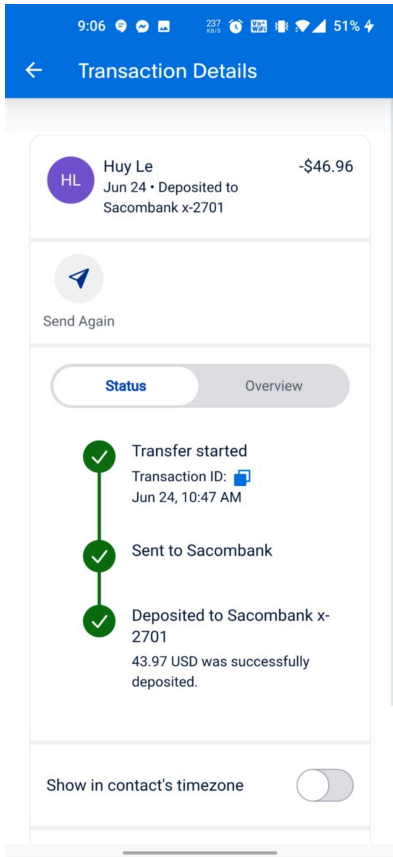 9:06 237 KB/S Vo+ WiFi 51%
Transaction Details
HL
Huy Le -$46.96
Jun 24 • Deposited to
Sacombank x-2701
Send Again
Status Overview
Transfer started
Transaction ID:
Jun 24, 10:47 AM
Sent to Sacombank
Deposited to Sacombank x-
2701
43.97 USD was successfully
deposited.
Show in contact's timezone